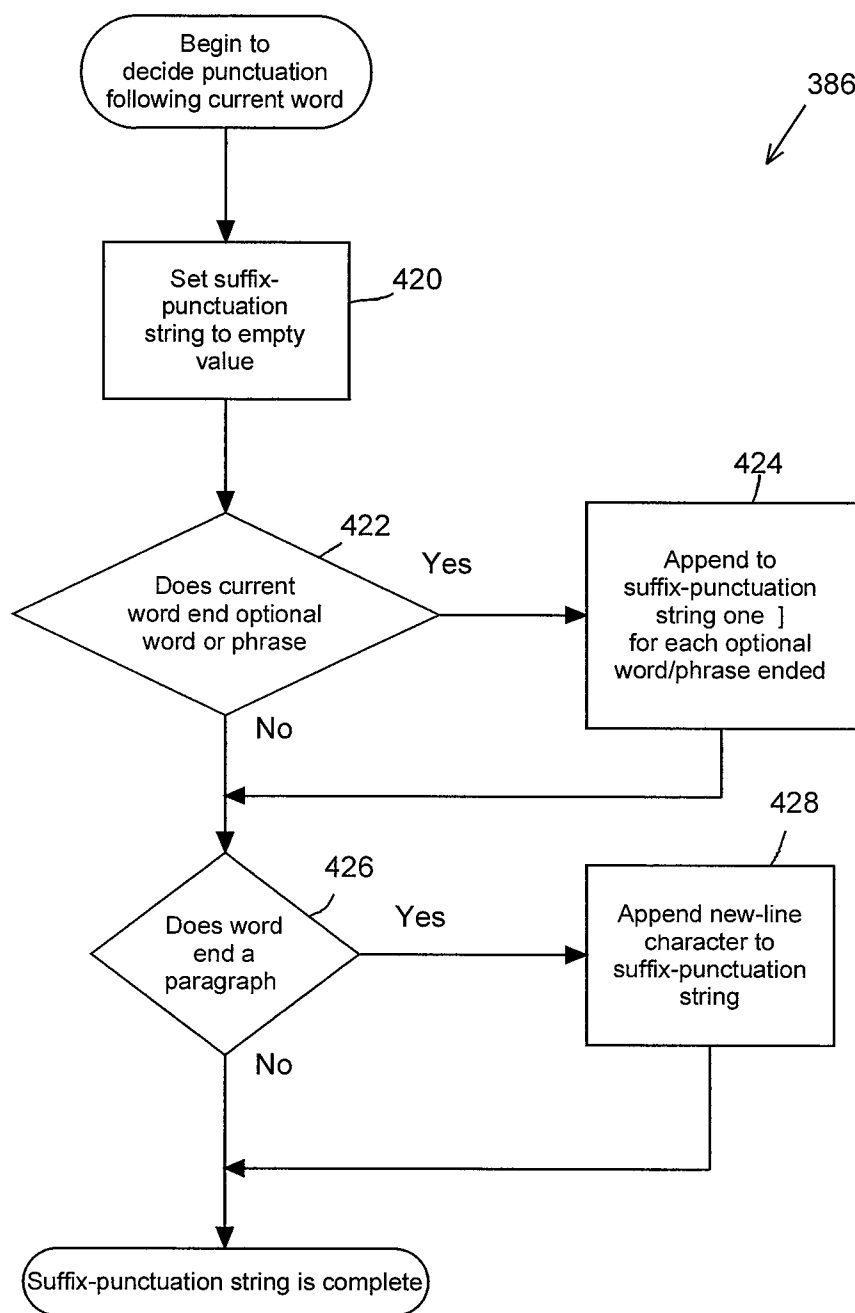 Begin to
decide punctuation
following current word
386
Set suffix-
punctuation
string to empty
value
420
422
Does current
word end optional
word or phrase
Yes
No
424
Append to
suffix-punctuation
string one ]
for each optional
word/phrase ended
426
Does word
end a
paragraph
Yes
No
428
Append new-line
character to
suffix-punctuation
string
Suffix-punctuation string is complete